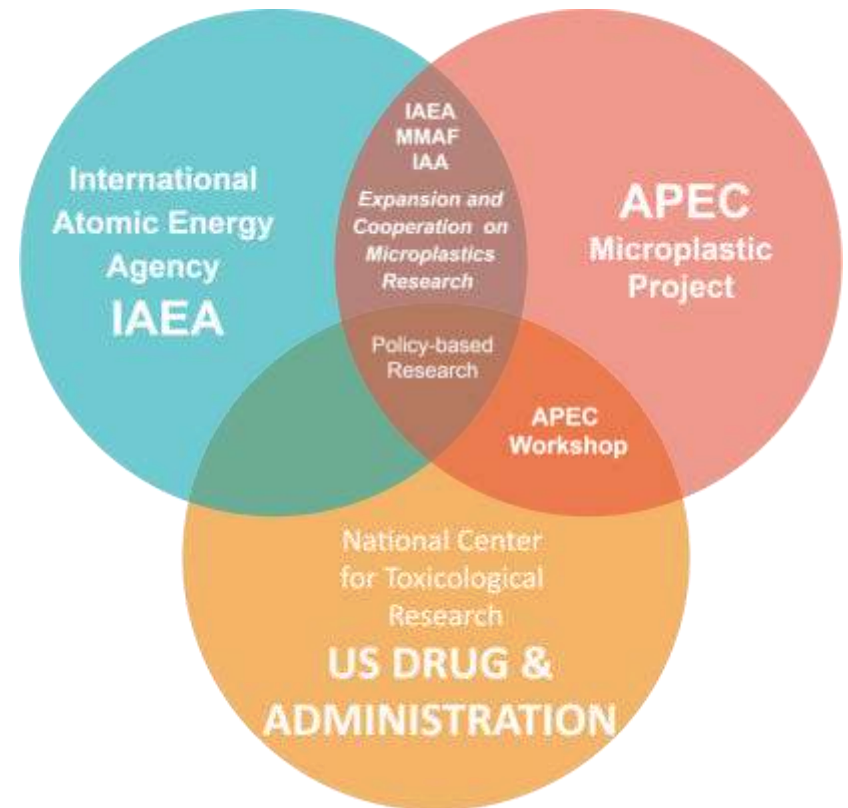 International
Atomic Energy
Agency
IAEA
IAEA
MMAF
IAA
Expansion and
Cooperation on
Microplastics
Research
APEC
Microplastic
Project
Policy-based
Research
APEC
Workshop
National Center
for Toxicological
Research
US DRUG &
ADMINISTRATION